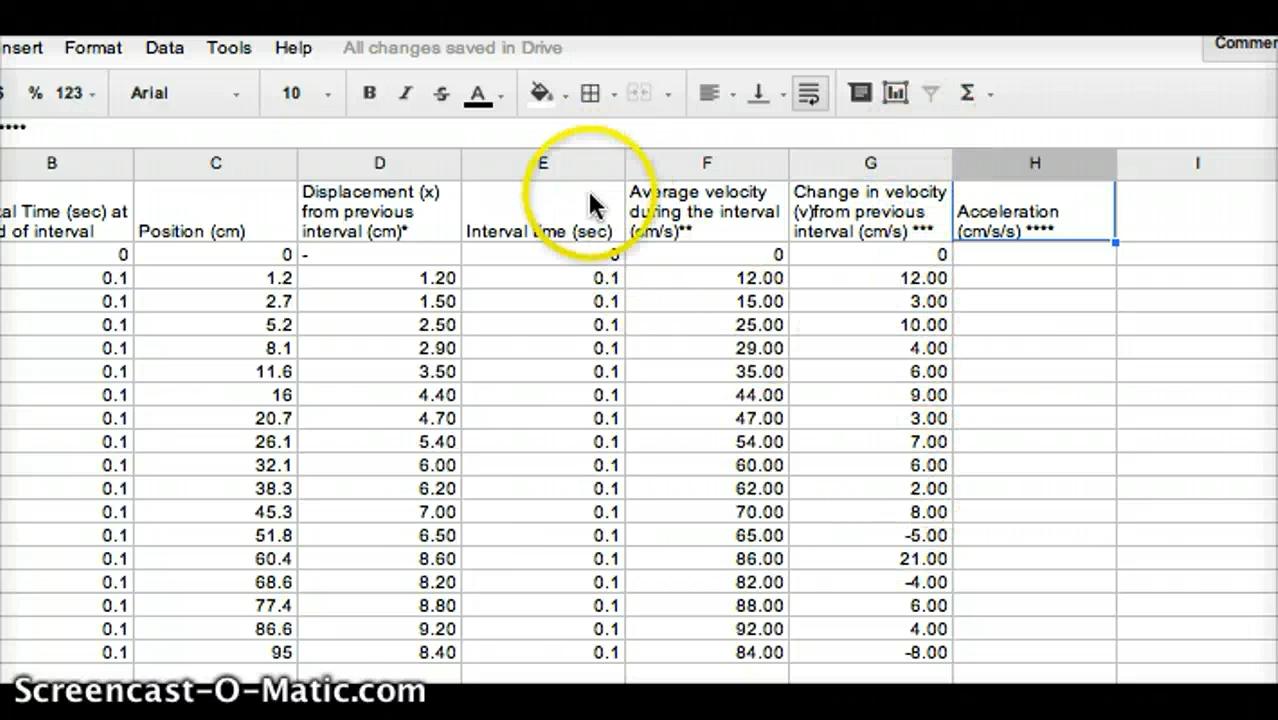 nsert Format Data Tools Help All changes saved in Drive Commer
$ % 123 Arial 10 B I S A Σ
****
B C D E F G H I
al Time (sec) at
d of interval
Position (cm)
Displacement (x)
from previous
interval (cm)*
Interval time (sec)
Average velocity
during the interval
(cm/s)**
Change in velocity
(v)from previous
interval (cm/s) ***
Acceleration
(cm/s/s) ****
0 0 - 0 0 0
0.1 1.2 1.20 0.1 12.00 12.00
0.1 2.7 1.50 0.1 15.00 3.00
0.1 5.2 2.50 0.1 25.00 10.00
0.1 8.1 2.90 0.1 29.00 4.00
0.1 11.6 3.50 0.1 35.00 6.00
0.1 16 4.40 0.1 44.00 9.00
0.1 20.7 4.70 0.1 47.00 3.00
0.1 26.1 5.40 0.1 54.00 7.00
0.1 32.1 6.00 0.1 60.00 6.00
0.1 38.3 6.20 0.1 62.00 2.00
0.1 45.3 7.00 0.1 70.00 8.00
0.1 51.8 6.50 0.1 65.00 -5.00
0.1 60.4 8.60 0.1 86.00 21.00
0.1 68.6 8.20 0.1 82.00 -4.00
0.1 77.4 8.80 0.1 88.00 6.00
0.1 86.6 9.20 0.1 92.00 4.00
0.1 95 8.40 0.1 84.00 -8.00
Screencast-O-Matic.com